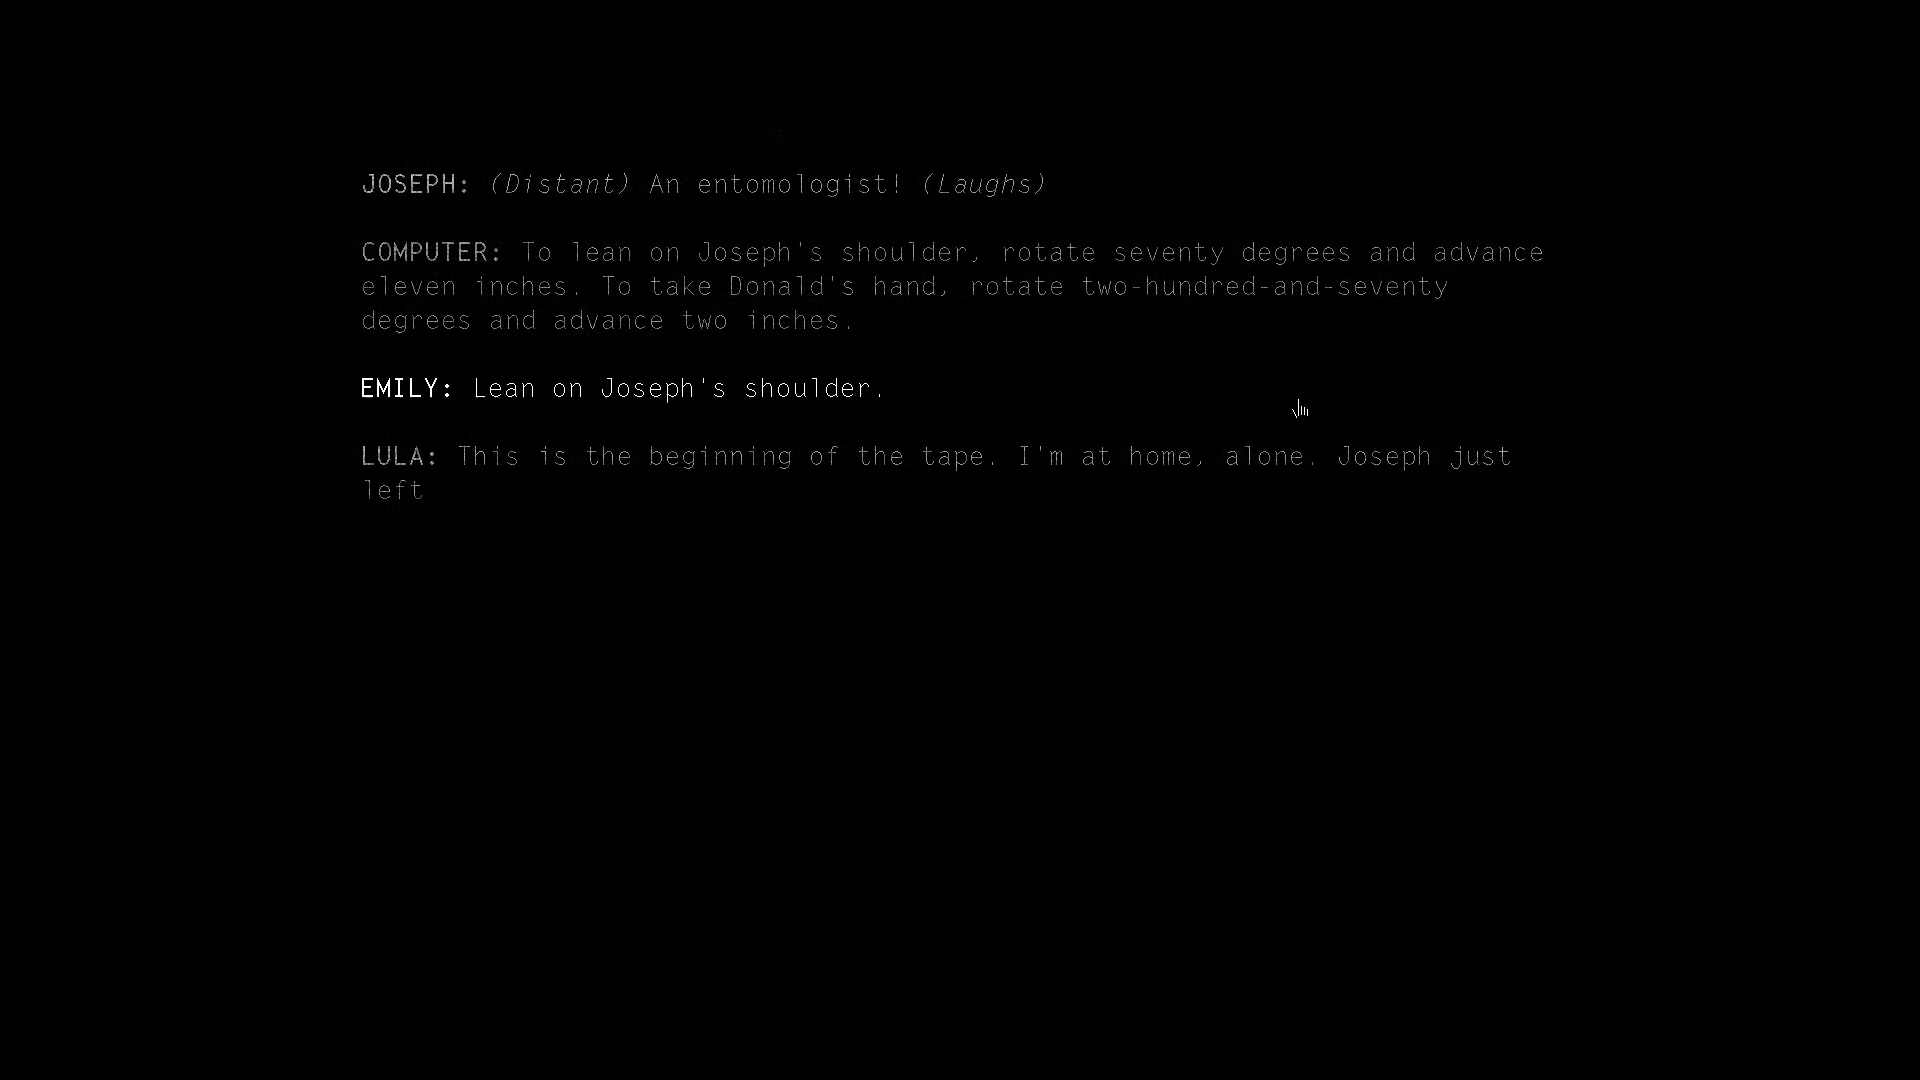 JOSEPH: (Distant) An entomologist! (Laughs)
COMPUTER: To lean on Joseph's shoulder, rotate seventy degrees and advance
eleven inches. To take Donald's hand, rotate two-hundred-and-seventy
degrees and advance two inches.
EMILY: Lean on Joseph's shoulder.
LULA: This is the beginning of the tape. I'm at home, alone. Joseph just
left